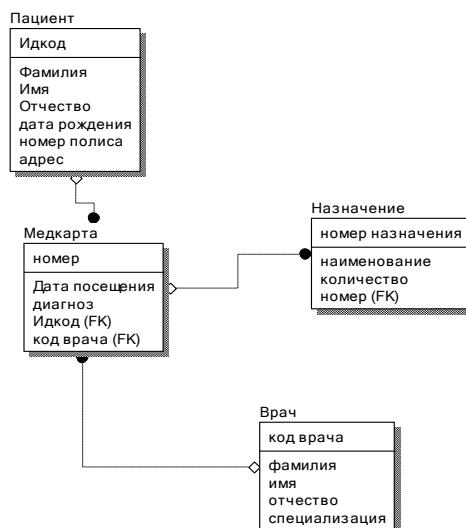 Пациент
Идкод
Фамилия
Имя
Отчество
дата рождения
номер полиса
адрес
Медкарта
номер
Дата посещения
диагноз
Идкод (FK)
код врача (FK)
Назначение
номер назначения
наименование
количество
номер (FK)
Врач
код врача
фамилия
имя
отчество
специализация